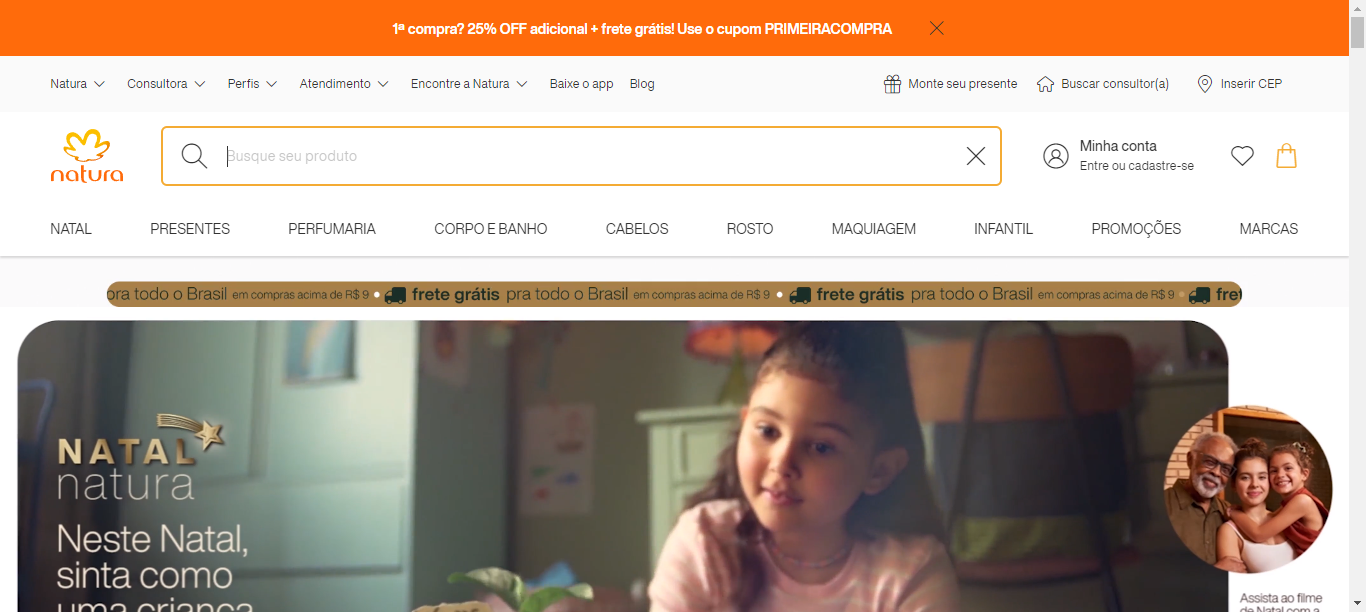 1ª compra? 25% OFF adicional + frete grátis! Use o cupom PRIMEIRACOMPRA
Natura Consultora Perfis Atendimento Encontre a Natura Baixe o app Blog Monte seu presente Buscar consultor(a) Inserir CEP
natura
Busque seu produto
Minha conta
Entre ou cadastre-se
NATAL PRESENTES PERFUMARIA CORPO E BANHO CABELOS ROSTO MAQUIAGEM INFANTIL PROMOÇÕES MARCAS
pra todo o Brasil em compras acima de R$ 9 • frete grátis pra todo o Brasil em compras acima de R$ 9 • frete grátis pra todo o Brasil em compras acima de R$ 9 • fret
NATAL
natura
Neste Natal,
sinta como
uma criança
Assista ao filme
de Natal com a